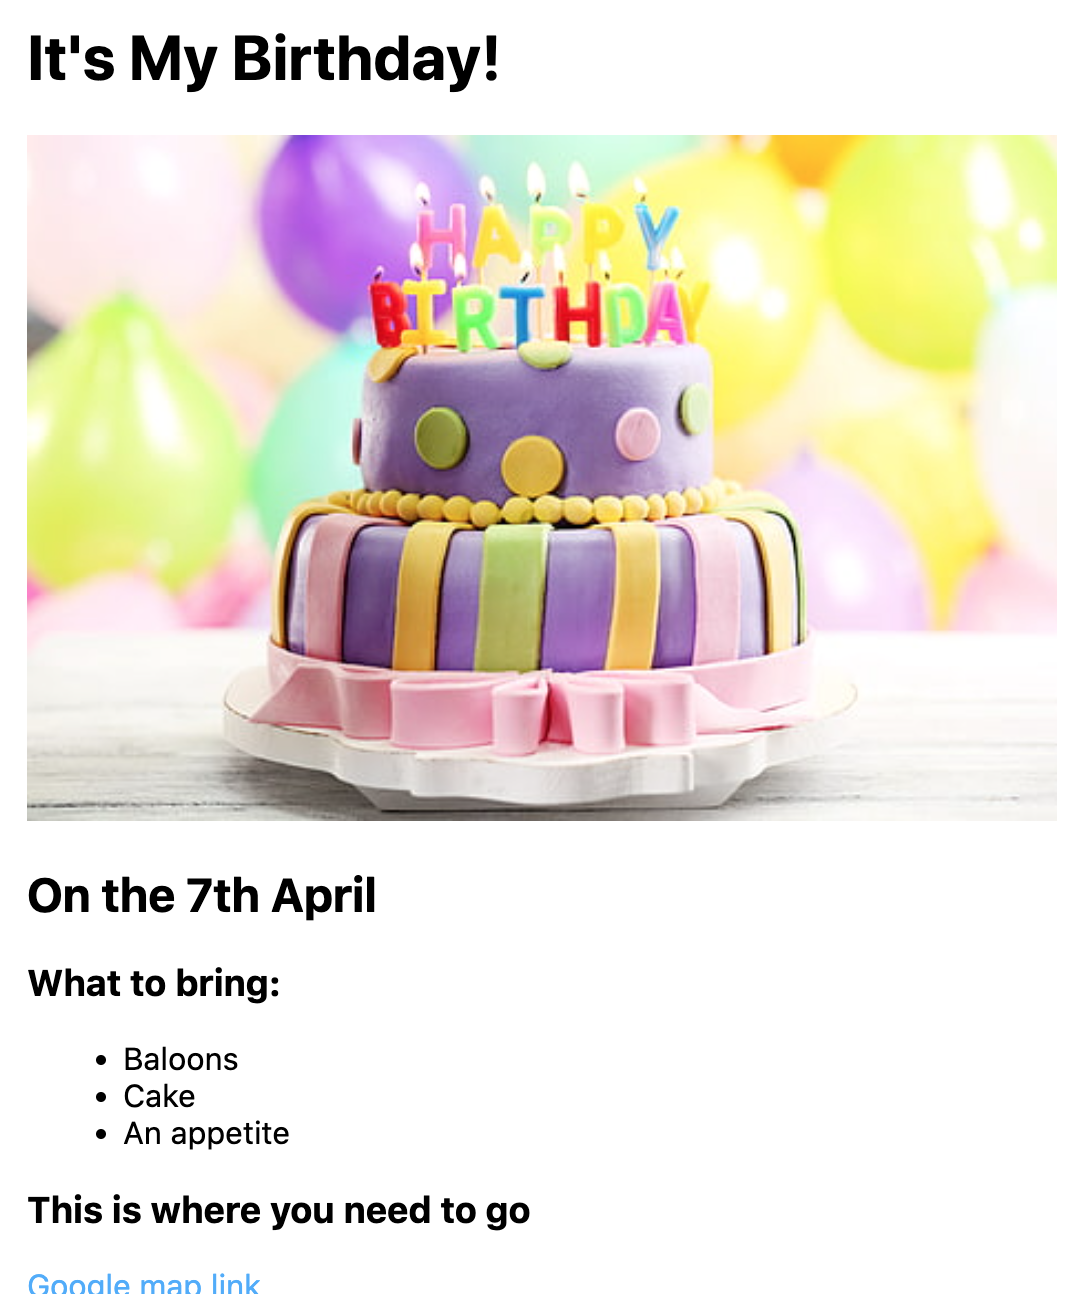 It's My Birthday!
HAPPY
BIRTHDAY
On the 7th April
What to bring:
Baloons
Cake
An appetite
This is where you need to go
Google map link